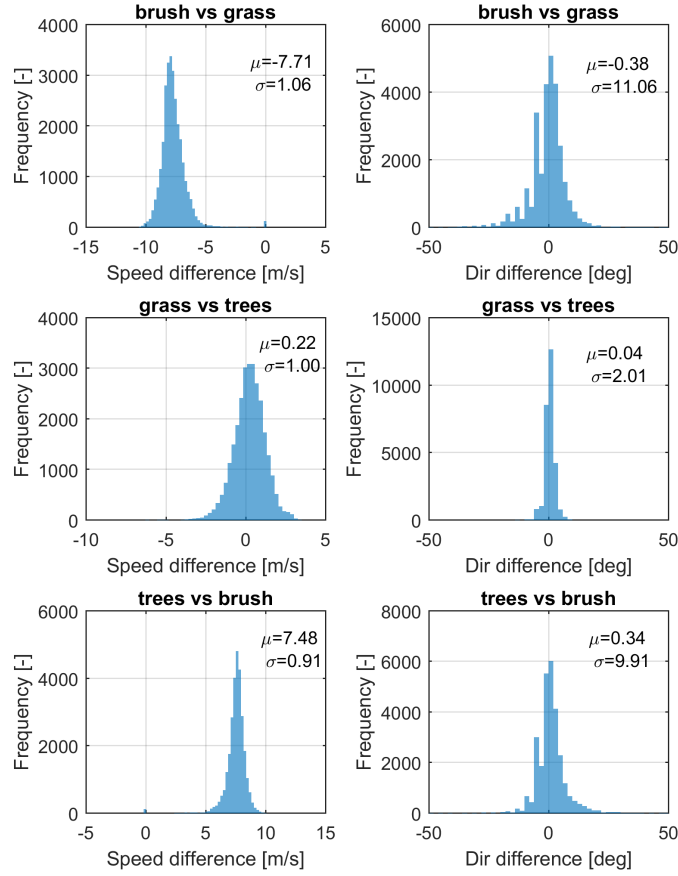 brush vs grass
4000
3000
2000
1000
0
Frequency [-]
μ=-7.71
σ=1.06
-15
-10
-5
0
5
Speed difference [m/s]
brush vs grass
6000
4000
2000
0
Frequency [-]
μ=-0.38
σ=11.06
-50
0
50
Dir difference [deg]
grass vs trees
4000
3000
2000
1000
0
Frequency [-]
μ=0.22
σ=1.00
-10
-5
0
5
Speed difference [m/s]
grass vs trees
15000
10000
5000
0
Frequency [-]
μ=0.04
σ=2.01
-50
0
50
Dir difference [deg]
trees vs brush
6000
4000
2000
0
Frequency [-]
μ=7.48
σ=0.91
-5
0
5
10
15
Speed difference [m/s]
trees vs brush
8000
6000
4000
2000
0
Frequency [-]
μ=0.34
σ=9.91
-50
0
50
Dir difference [deg]